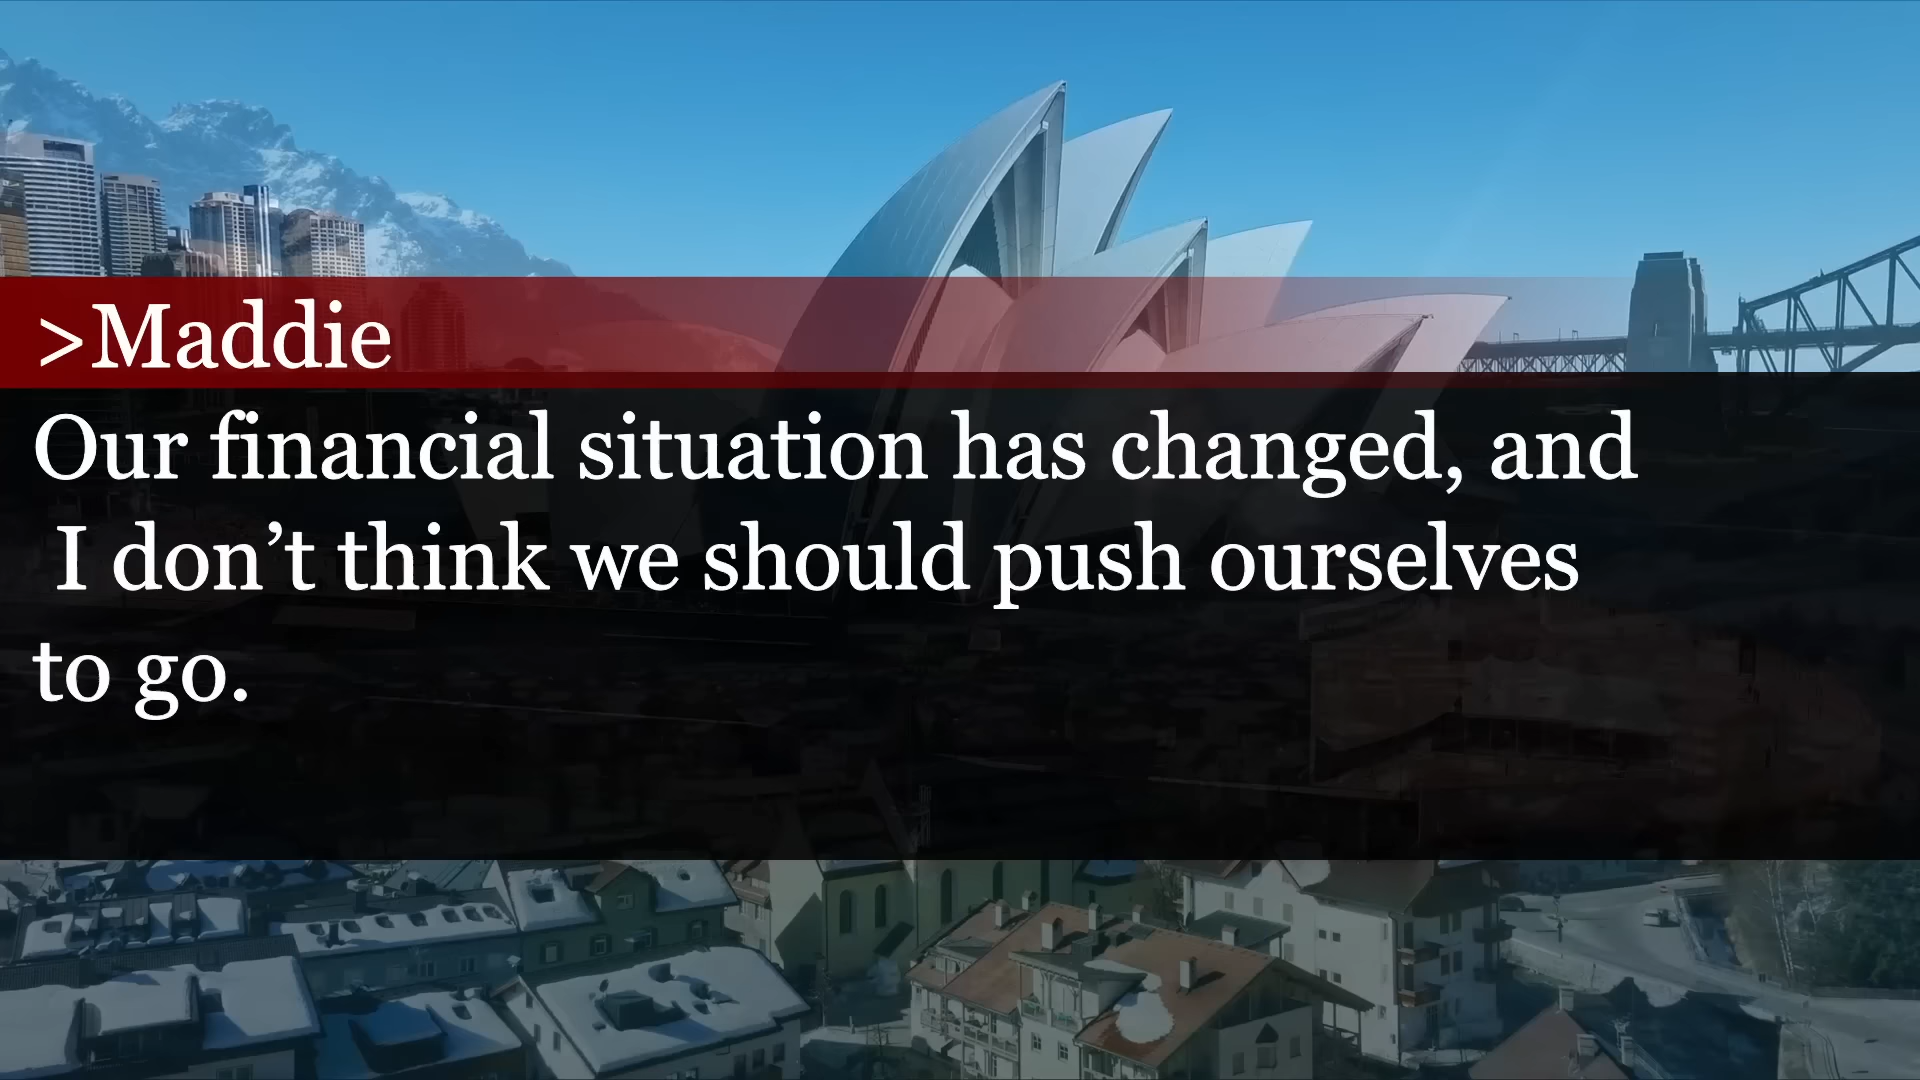 >Maddie
Our financial situation has changed, and
I don’t think we should push ourselves
to go.